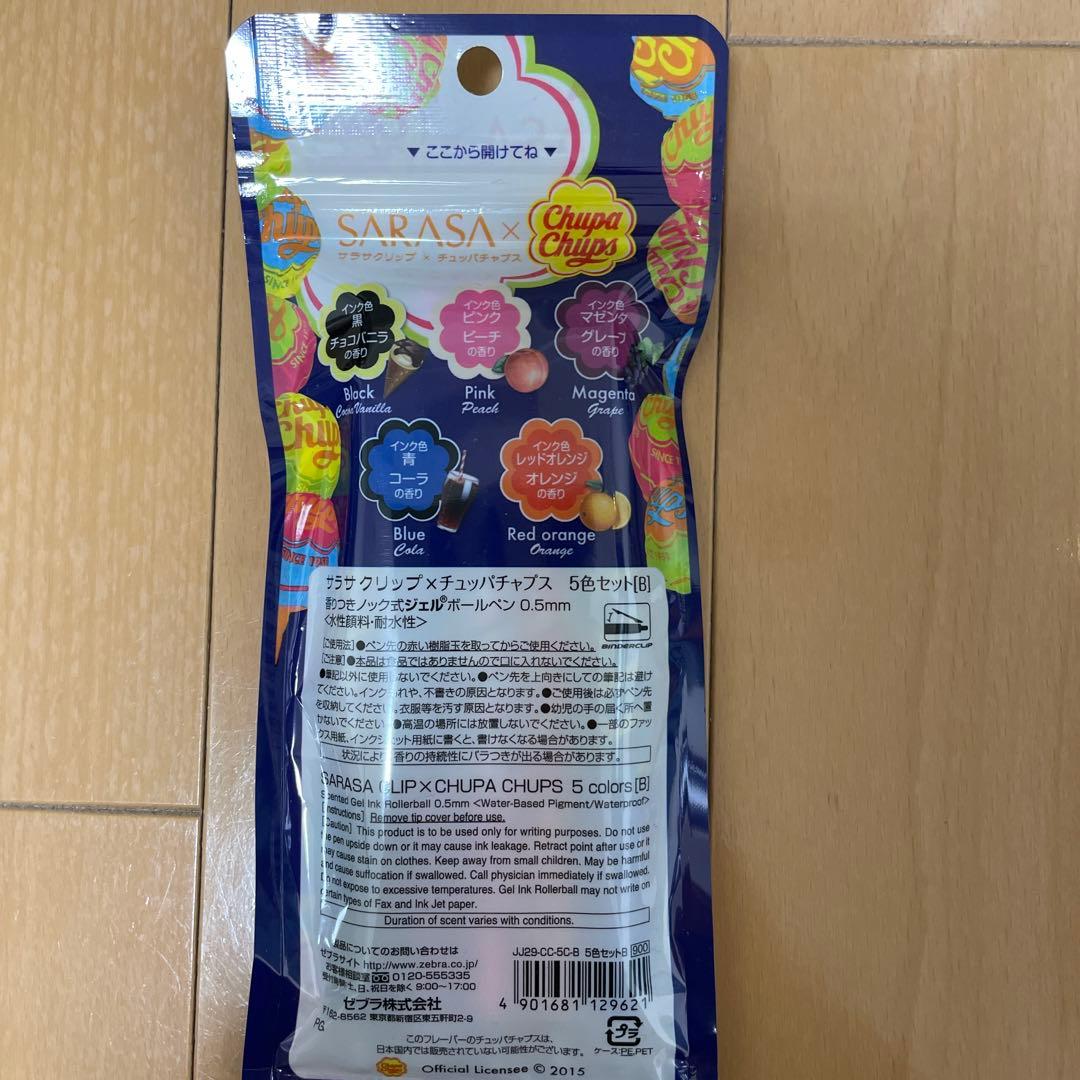 ▼ ここから開けてね ▼
SARASA × Chupa Chups
サラサクリップ × チュッパチャプス
インク色
黒
チョコバニラ
の香り
Black
Cocoa Vanilla
インク色
ピンク
ピーチ
の香り
Pink
Peach
インク色
マゼンタ
グレープ
の香り
Magenta
Grape
インク色
青
コーラ
の香り
Blue
Cola
インク色
レッドオレンジ
オレンジ
の香り
Red orange
Orange
サラサクリップ×チュッパチャプス 5色セット[B]
香りつきノック式ジェル®ボールペン 0.5mm
<水性顔料・耐水性>
BINDERCLIP
[ご使用法]●ペン先の赤い樹脂玉を取ってからご使用ください。
[ご注意]●本品は食品ではありませんので口に入れないでください。
●筆記以外に使用しないでください。●ペン先を上向きにしての筆記は避け
てください。インク汚れや、不書きの原因となります。●ご使用後は必ずペン先
を収納してください。衣服等を汚す原因となります。●幼児の手の届く所へ置
かないでください。●高温の場所には放置しないでください。●一部のファッ
クス用紙、インクジェット用紙に書くと、書けなくなる場合があります。
状況により、香りの持続性にバラつきが出る場合があります。
SARASA CLIP×CHUPA CHUPS 5 colors[B]
Scented Gel Ink Rollerball 0.5mm <Water-Based Pigment/Waterproof>
[Instructions] Remove tip cover before use.
[Caution] This product is to be used only for writing purposes. Do not use
the pen upside down or it may cause ink leakage. Retract point after use or it
may cause stain on clothes. Keep away from small children. May be harmful
and cause suffocation if swallowed. Call physician immediately if swallowed.
Do not expose to excessive temperatures. Gel Ink Rollerball may not write on
certain types of Fax and Ink Jet paper.
Duration of scent varies with conditions.
製品についてのお問い合わせは
ゼブラサイト http://www.zebra.co.jp/
お客様相談室 0120-555335
受付時間 土、日、祝日を除く 9:00〜17:00
ゼブラ株式会社
〒162-8562 東京都新宿区東五軒町2-9
PG
JJ29-CC-5C-B 5色セットB 900
4 901681 129621
プラ
ケース:PE,PET
このフレーバーのチュッパチャプスは、
日本国内では販売されていない可能性がございます。
Chupa Chups Official Licensee © 2015